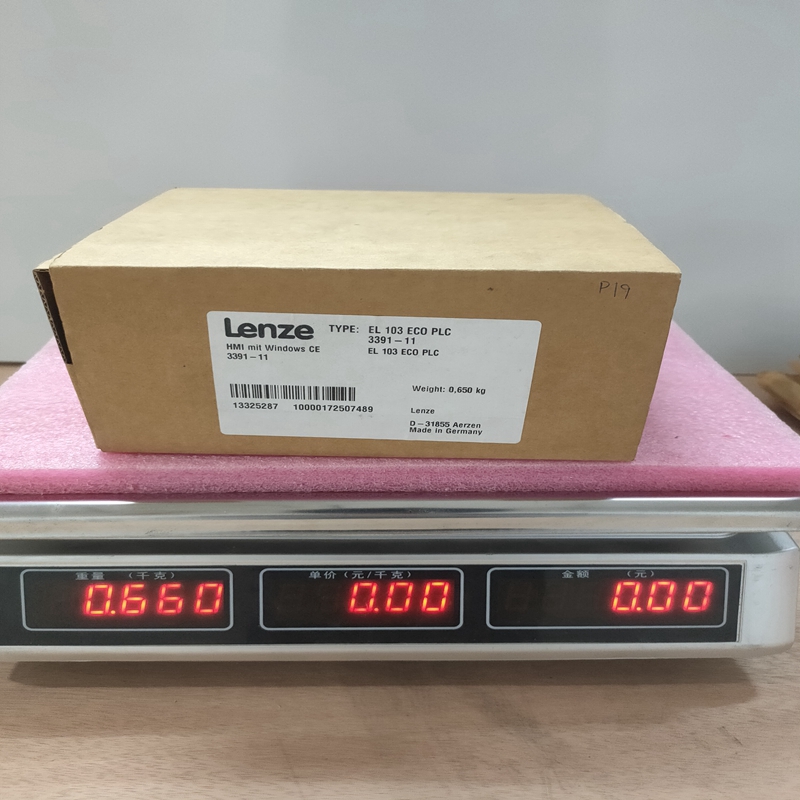 P19
Lenze TYPE: EL 103 ECO PLC
3391-11
HMI mit Windows CE EL 103 ECO PLC
3391-11
Weight: 0,650 kg
13325287 10000172507489 Lenze
D-31855 Aerzen
Made in Germany
重量 (千克) 单价(元/千克) 金额 (元)
0.660 0.00 0.00